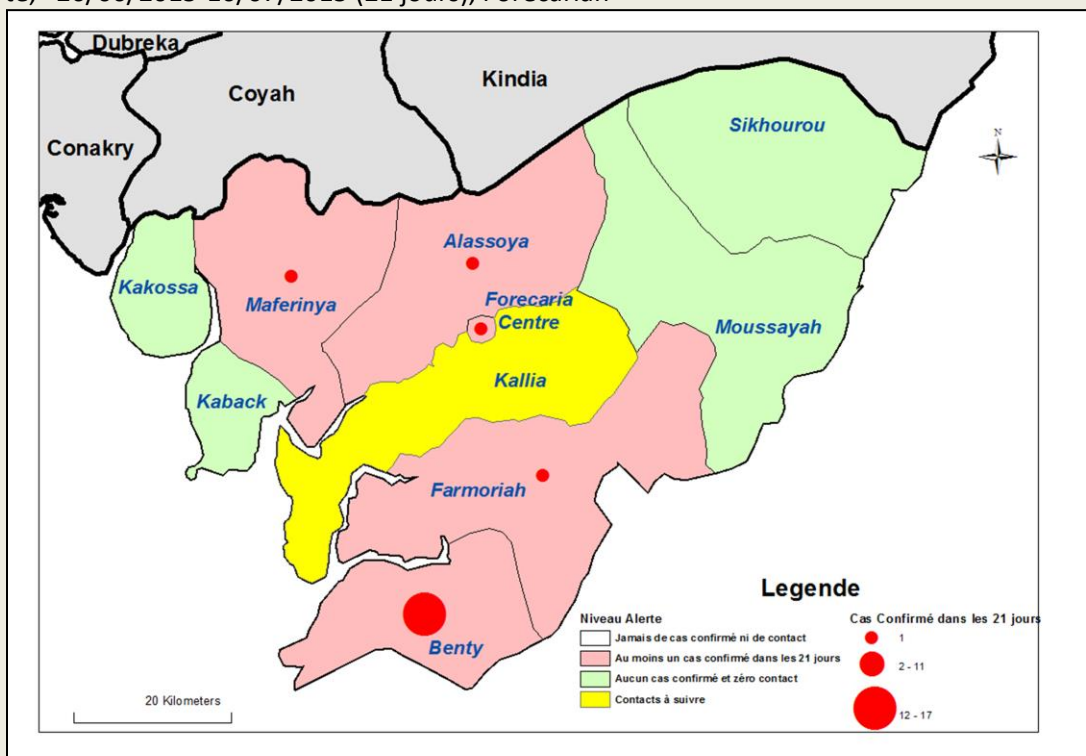 Dubreka
Coyah
Kindia
Conakry
Sikhourou
N
Alassoya
Kakossa
Maferinya
Forecaria
Centre
Moussayah
Kallia
Kaback
Farmoriah
Benty
Legende
Niveau Alerte
Jamais de cas confirmé ni de contact
Au moins un cas confirmé dans les 21 jours
Aucun cas confirmé et zéro contact
Contacts à suivre
Cas Confirmé dans les 21 jours
1
2 - 11
12 - 17
20 Kilometers